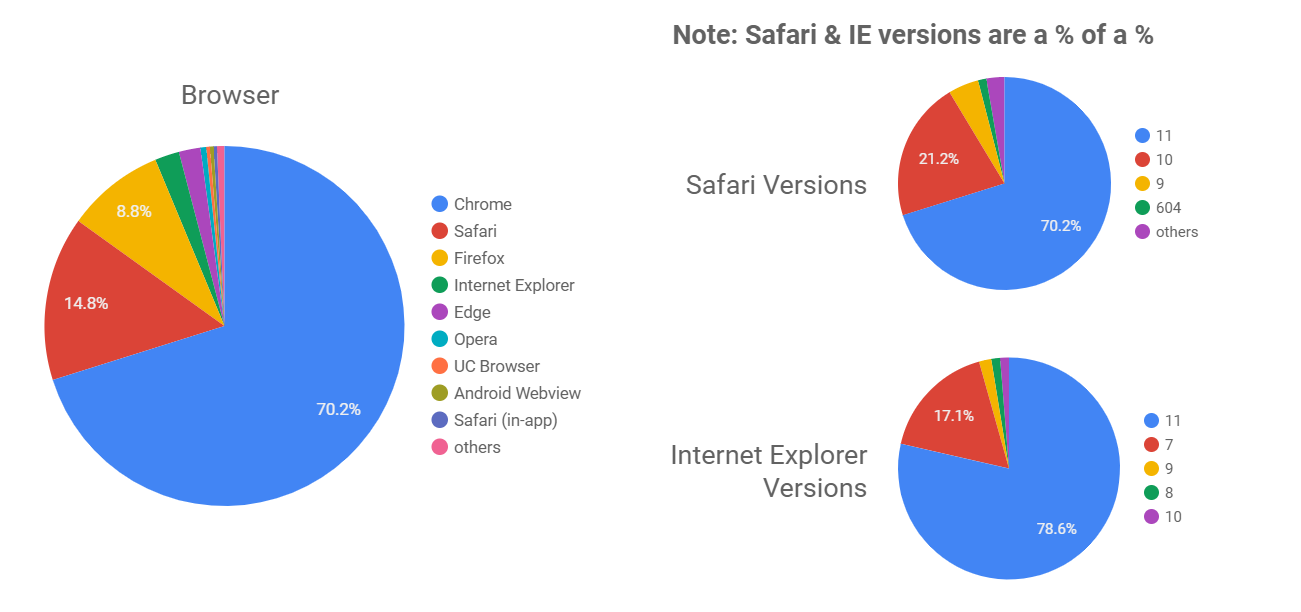 Note: Safari & IE versions are a % of a %
Browser
8.8%
14.8%
70.2%
Chrome
Safari
Firefox
Internet Explorer
Edge
Opera
UC Browser
Android Webview
Safari (in-app)
others
Safari Versions
21.2%
70.2%
11
10
9
604
others
Internet Explorer
Versions
17.1%
78.6%
11
7
9
8
10